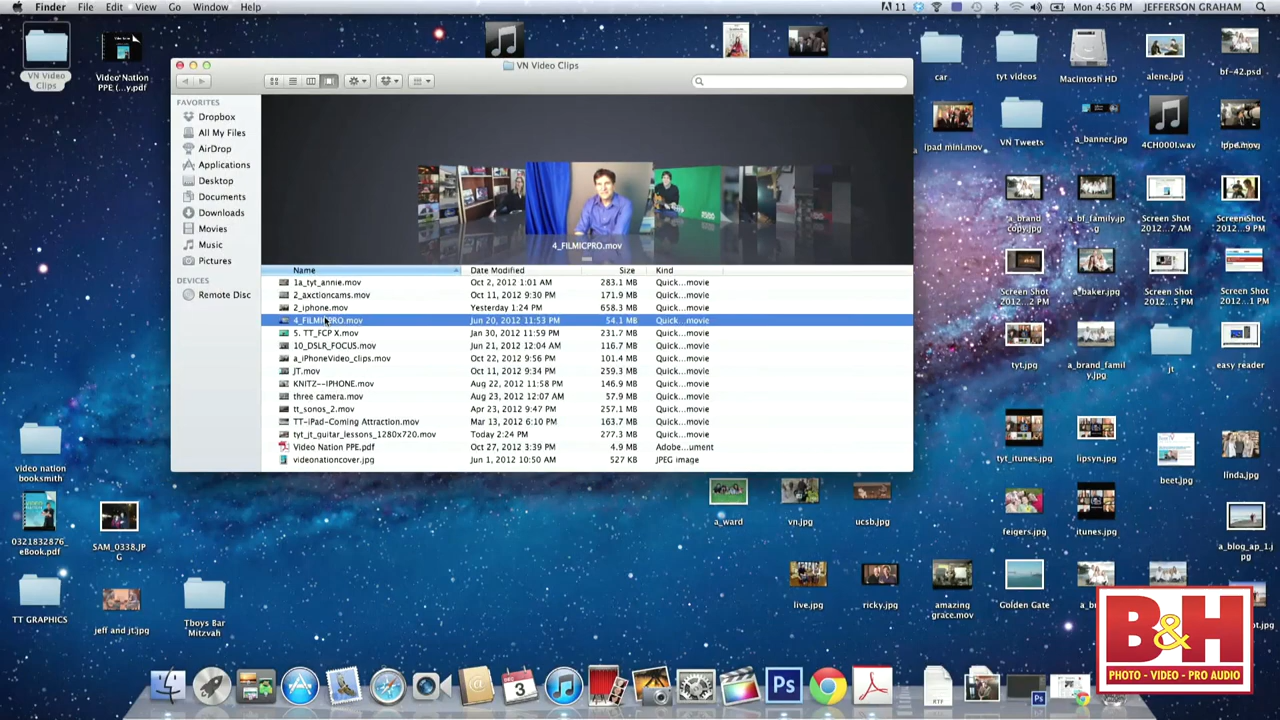 Finder File Edit View Go Window Help
11 Mon 4:56 PM JEFFERSON GRAHAM
VN Video Clips
FAVORITES
Dropbox
All My Files
AirDrop
Applications
Desktop
Documents
Downloads
Movies
Music
Pictures
DEVICES
Remote Disc
4_FILMICPRO.mov
Name Date Modified Size Kind
1a_tyt_annie.mov Oct 2, 2012 1:01 AM 283.1 MB Quick...movie
2_axctioncams.mov Oct 11, 2012 9:30 PM 171.9 MB Quick...movie
2_iphone.mov Yesterday 1:24 PM 658.3 MB Quick...movie
Jun 20, 2012 11:53 PM 54.1 MB Quick...movie
5. TT_FCP X.mov Jan 30, 2012 11:59 PM 231.7 MB Quick...movie
10_DSLR_FOCUS.mov Jun 21, 2012 12:04 AM 116.7 MB Quick...movie
a_iPhoneVideo_clips.mov Oct 22, 2012 9:56 PM 101.4 MB Quick...movie
JT.mov Oct 11, 2012 9:34 PM 259.3 MB Quick...movie
KNITZ--IPHONE.mov Aug 22, 2012 11:58 PM 146.9 MB Quick...movie
three camera.mov Aug 23, 2012 12:07 AM 57.9 MB Quick...movie
tt_sonos_2.mov Apr 23, 2012 9:47 PM 257.1 MB Quick...movie
TT-iPad-Coming Attraction.mov Mar 13, 2012 6:10 AM 163.7 MB Quick...movie
tyt_jt_guitar_lessons_1280x720.mov Today 2:24 PM 277.3 MB Quick...movie
Video Nation PPE.pdf Oct 27, 2012 3:39 PM 4.9 MB Adobe...ument
videonationcover.jpg Jun 1, 2012 10:50 AM 527 KB JPEG image
VN Video
Clips
Video Nation
PPE (...y.pdf
car
tyt videos
Macintosh HD
alene.jpg
bf-42.psd
ipad mini.mov
VN Tweets
a_banner.jpg
4CH000I.wav
a_brand
copy.jpg
a_bf_family.jp
g
Screen Shot
2012...7 AM
Screen Shot
2012...9 PM
Screen Shot
2012...2 PM
a_baker.jpg
Screen Shot
2012...5 PM
Screen Shot
2012...1 PM
tyt.jpg
a_brand_fami
ly.jpg
jt
easy reader
tyt_itunes.jpg
lipsyn.jpg
beet.jpg
linda.jpg
video nation
booksmith
0321832876_
eBook.pdf
SAM_0338.JP
G
a_ward
vn.jpg
ucsb.jpg
feigers.jpg
itunes.jpg
a_blog_ap_1.j
pg
TT GRAPHICS
jeff and jt.jpg
Tboys Bar
Mitzvah
live.jpg
ricky.jpg
amazing
grace.mov
Golden Gate
DEC
3
Ps
RTF
Ps
B&H
PHOTO - VIDEO - PRO AUDIO